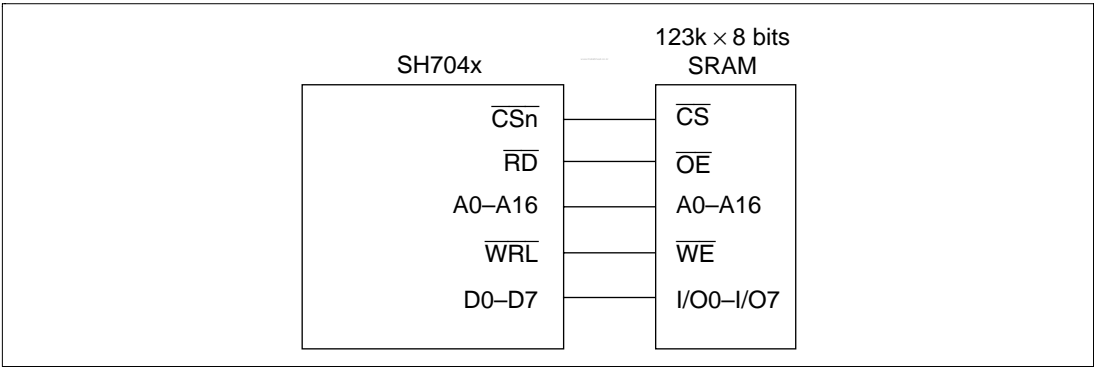 123k × 8 bits
SH704x SRAM
CSn CS
RD OE
A0–A16 A0–A16
WRL WE
D0–D7 I/O0–I/O7